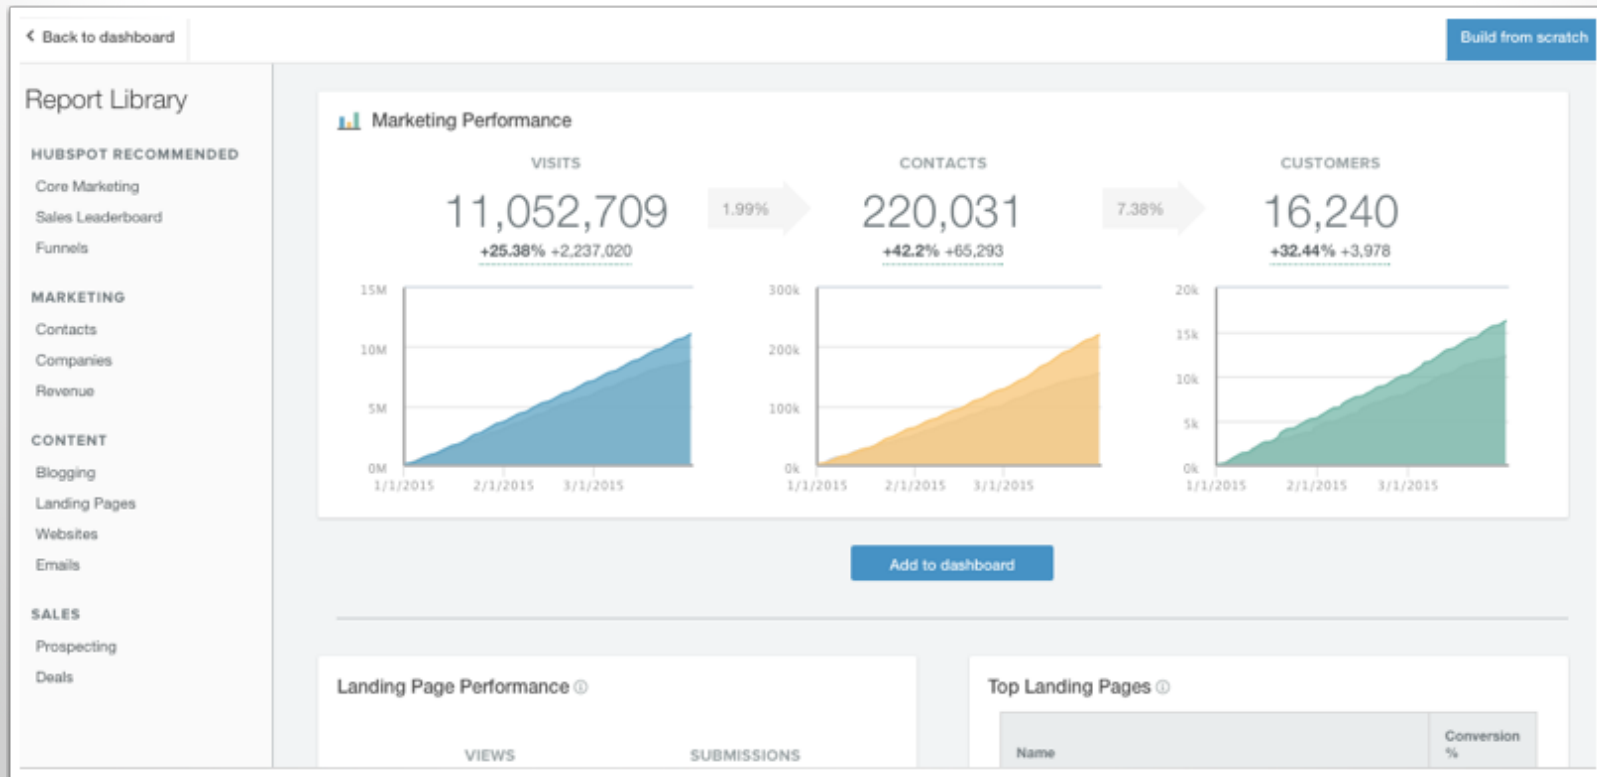 Back to dashboard
Build from scratch
Report Library
HUBSPOT RECOMMENDED
Core Marketing
Sales Leaderboard
Funnels
MARKETING
Contacts
Companies
Revenue
CONTENT
Blogging
Landing Pages
Websites
Emails
SALES
Prospecting
Deals
Marketing Performance
VISITS
11,052,709
+25.38% +2,237,020
1.99%
CONTACTS
220,031
+42.2% +65,293
7.38%
CUSTOMERS
16,240
+32.44% +3,978
15M
10M
5M
0M
1/1/2015 2/1/2015 3/1/2015
300k
200k
100k
0k
1/1/2015 2/1/2015 3/1/2015
20k
15k
10k
5k
0k
1/1/2015 2/1/2015 3/1/2015
Add to dashboard
Landing Page Performance
VIEWS SUBMISSIONS
Top Landing Pages
Name
Conversion
%